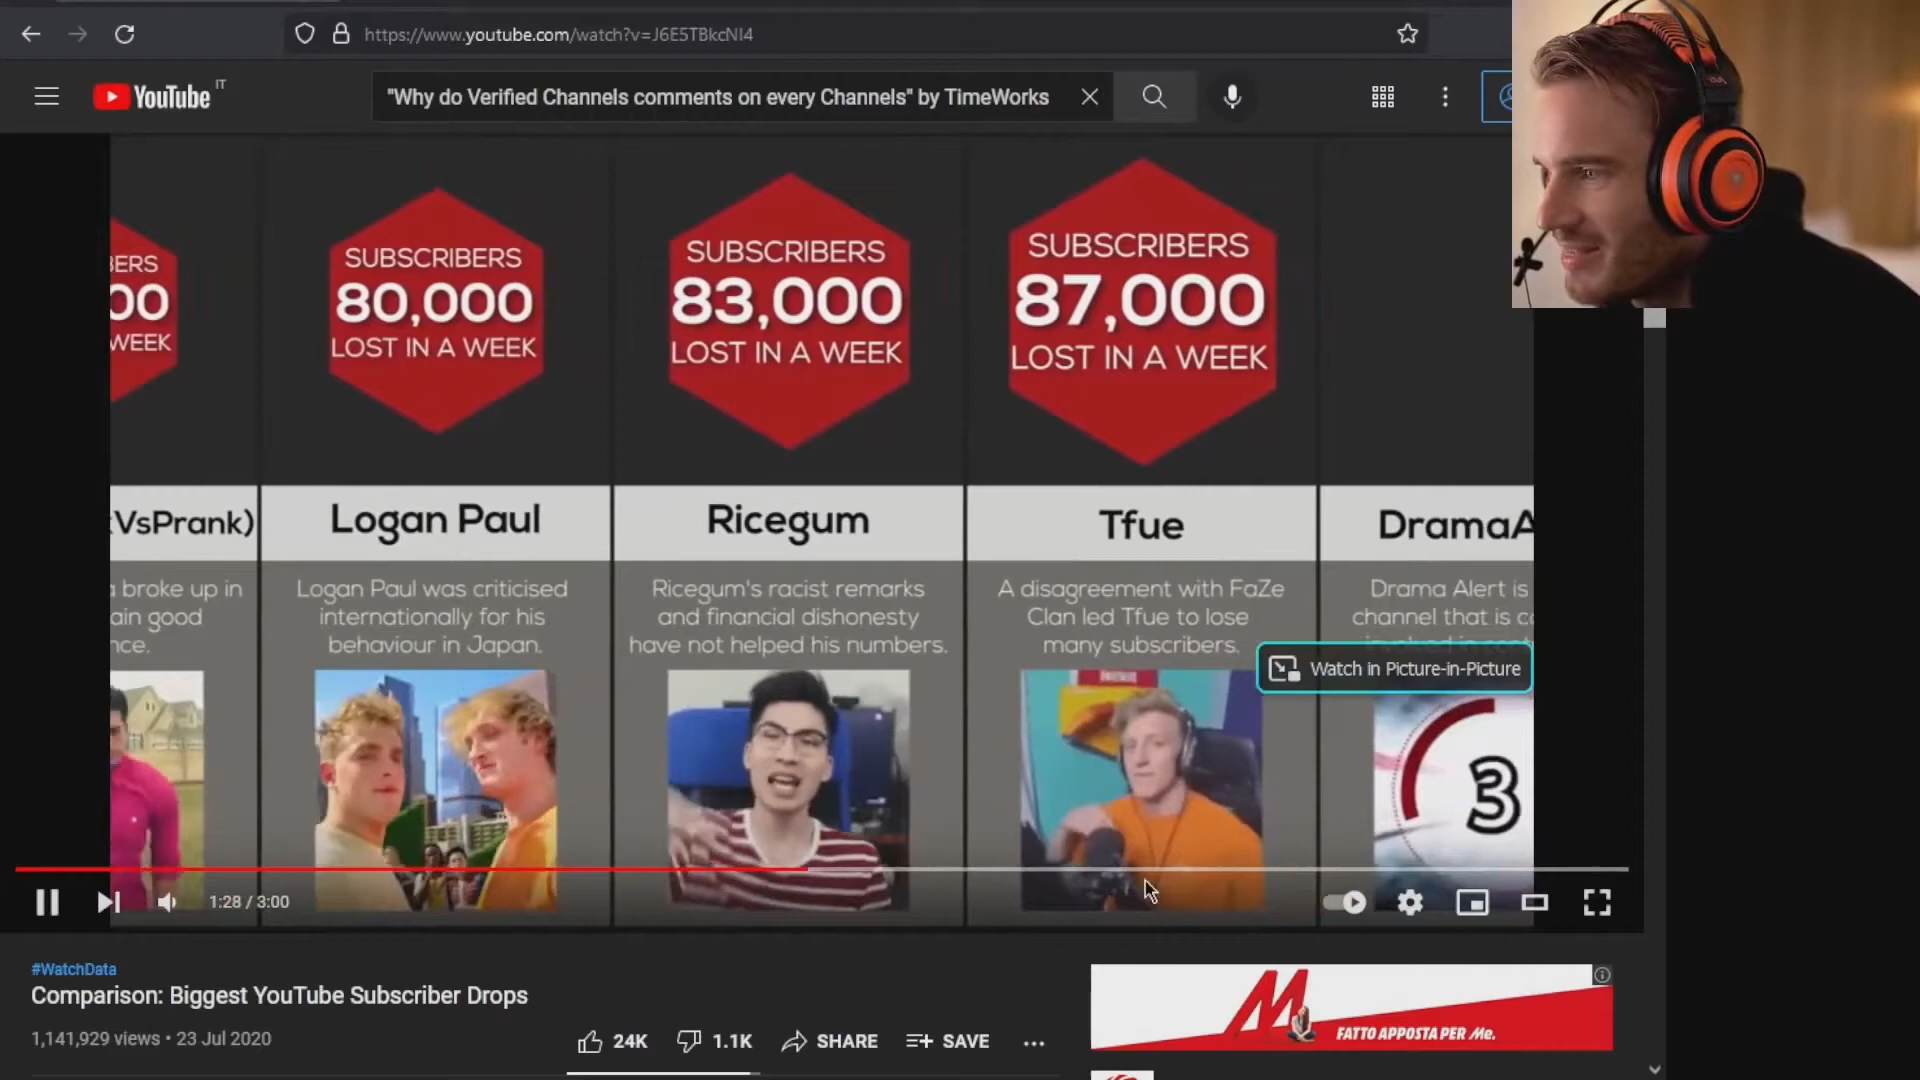 https://www.youtube.com/watch?v=J6E5TBkcNI4
YouTube IT
"Why do Verified Channels comments on every Channels" by TimeWorks
BERS
00
WEEK
SUBSCRIBERS
80,000
LOST IN A WEEK
SUBSCRIBERS
83,000
LOST IN A WEEK
SUBSCRIBERS
87,000
LOST IN A WEEK
VsPrank)
Logan Paul
Ricegum
Tfue
DramaA
a broke up in
ain good
nce.
Logan Paul was criticised
internationally for his
behaviour in Japan.
Ricegum's racist remarks
and financial dishonesty
have not helped his numbers.
A disagreement with FaZe
Clan led Tfue to lose
many subscribers.
Drama Alert is
channel that is c
Watch in Picture-in-Picture
3
1:28 / 3:00
#WatchData
Comparison: Biggest YouTube Subscriber Drops
1,141,929 views • 23 Jul 2020
24K
1.1K
SHARE
SAVE
M
FATTO APPOSTA PER Me.